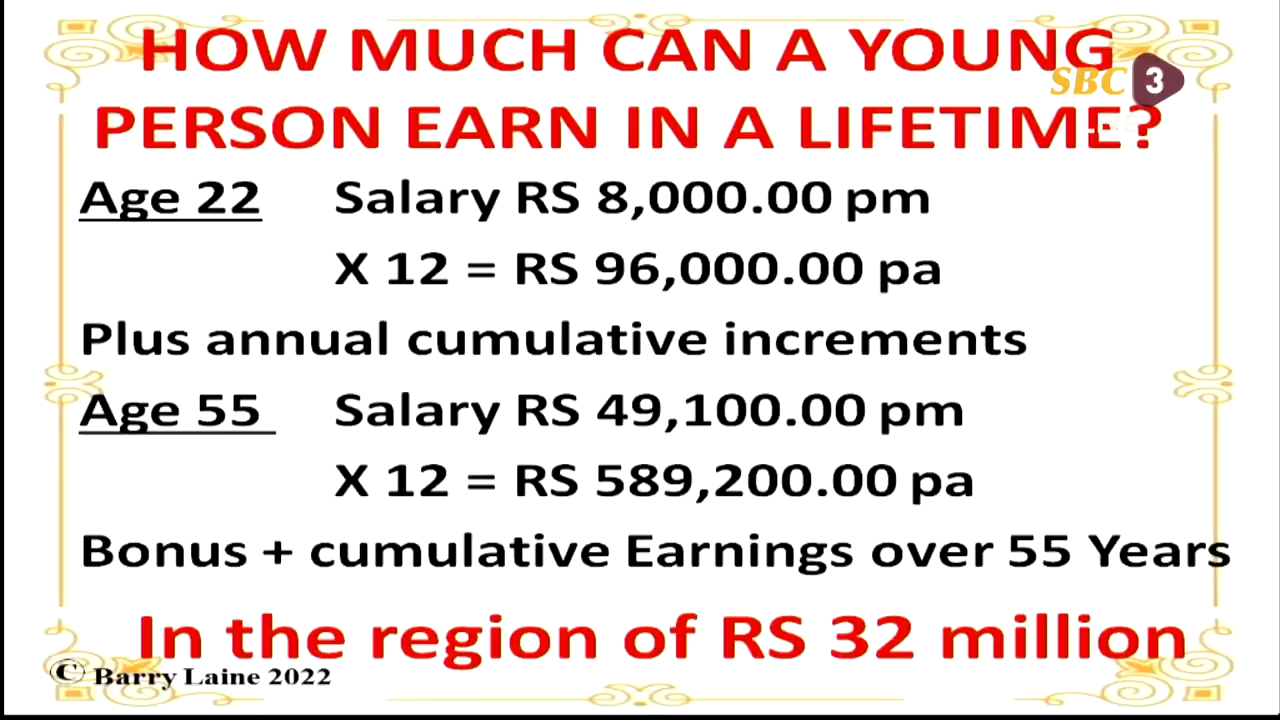 HOW MUCH CAN A YOUNG
SBC 3
PERSON EARN IN A LIFETIME?
Age 22 Salary RS 8,000.00 pm
X 12 = RS 96,000.00 pa
Plus annual cumulative increments
Age 55 Salary RS 49,100.00 pm
X 12 = RS 589,200.00 pa
Bonus + cumulative Earnings over 55 Years
In the region of RS 32 million
© Barry Laine 2022